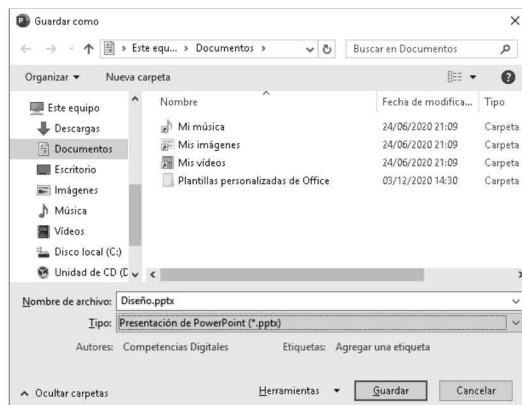 Guardar como
Este equ... > Documentos >
Buscar en Documentos
Organizar
Nueva carpeta
Este equipo
Descargas
Documentos
Escritorio
Imágenes
Música
Vídeos
Disco local (C:)
Unidad de CD (D
Nombre Fecha de modifica... Tipo
Mi música 24/06/2020 21:09 Carpeta
Mis imágenes 24/06/2020 21:09 Carpeta
Mis vídeos 24/06/2020 21:09 Carpeta
Plantillas personalizadas de Office 03/12/2020 14:30 Carpeta
Nombre de archivo: Diseño.pptx
Tipo: Presentación de PowerPoint (*.pptx)
Autores: Competencias Digitales Etiquetas: Agregar una etiqueta
Ocultar carpetas Herramientas Guardar Cancelar